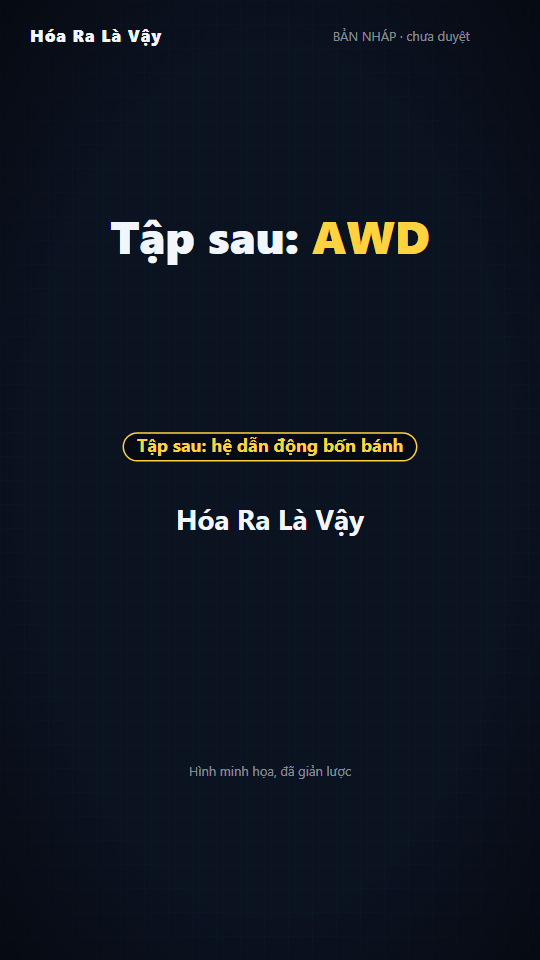 Hóa Ra Là Vậy
BẢN NHÁP · chưa duyệt
Tập sau: AWD
Tập sau: hệ dẫn động bốn bánh
Hóa Ra Là Vậy
Hình minh họa, đã giản lược